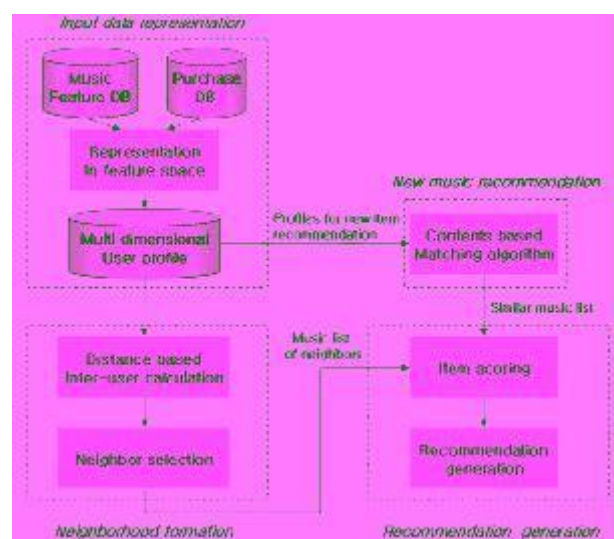 Input data representation
Music
Feature DB
Purchase
DB
Representation
in feature space
Multi dimensional
User profile
Profiles for new item
recommendation
New music recommendation
Contents based
Matching algorithm
Similar music list
Distance based
Inter-user calculation
Neighbor selection
Neighborhood formation
Music list
of neighbors
Item scoring
Recommendation
generation
Recommendation generation